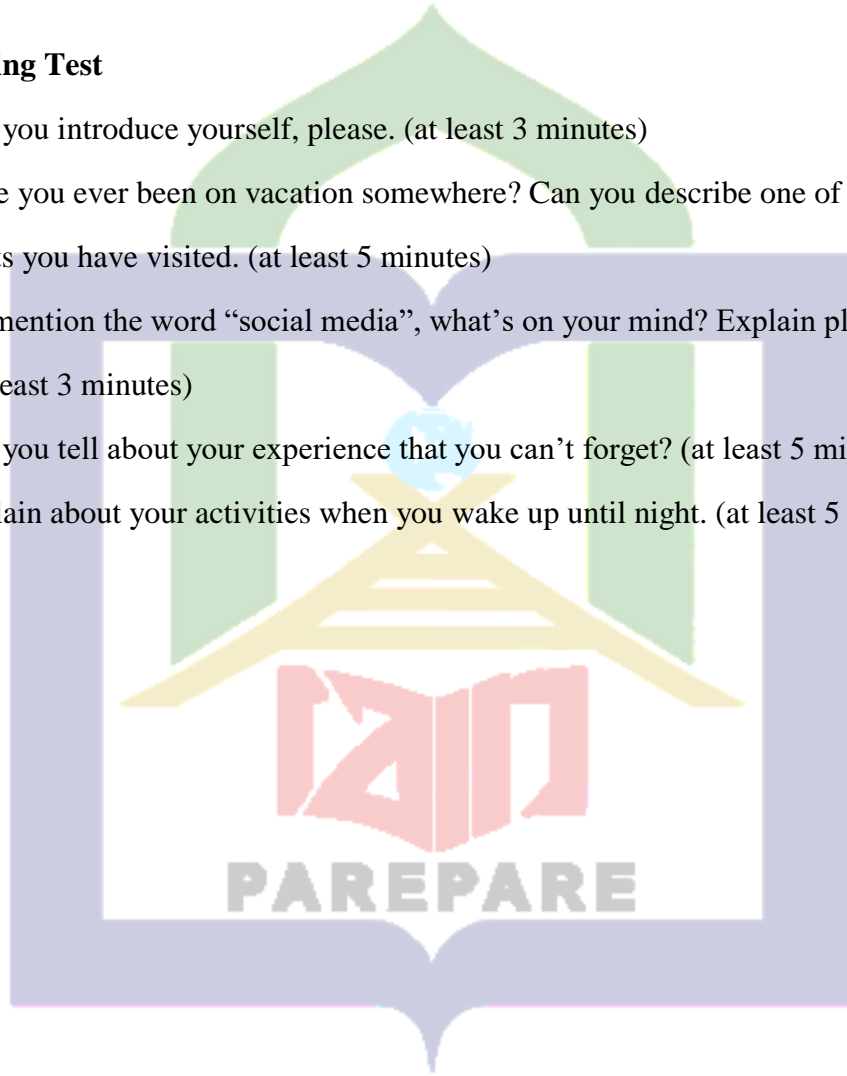 ing Test
you introduce yourself, please. (at least 3 minutes)
e you ever been on vacation somewhere? Can you describe one of
s you have visited. (at least 5 minutes)
mention the word “social media”, what’s on your mind? Explain pl
east 3 minutes)
you tell about your experience that you can’t forget? (at least 5 mi
lain about your activities when you wake up until night. (at least 5
PAREPARE